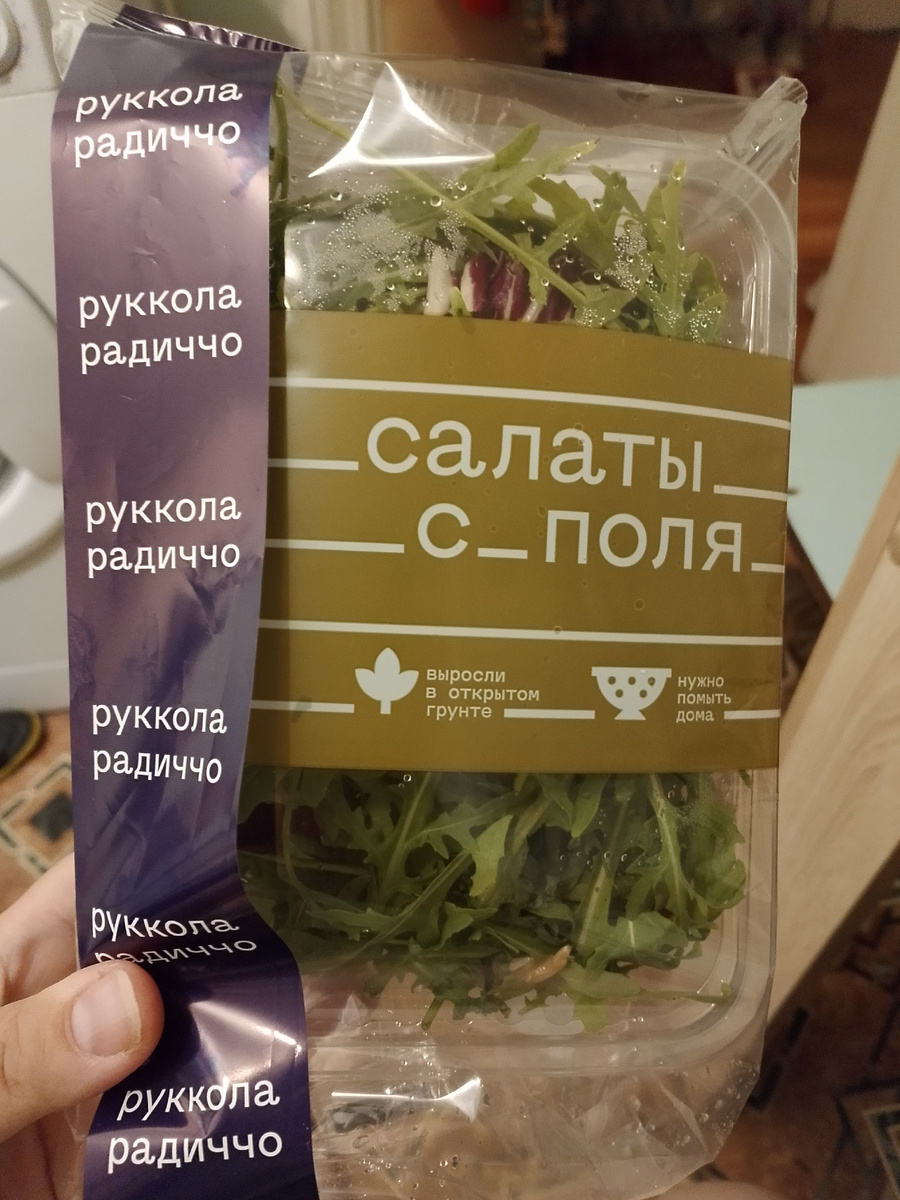 руккола
радиччо
руккола
радиччо
руккола
радиччо
руккола
радиччо
руккола
радиччо
руккола
радиччо
салаты
с_поля
выросли
в открытом
грунте
нужно
помыть
дома